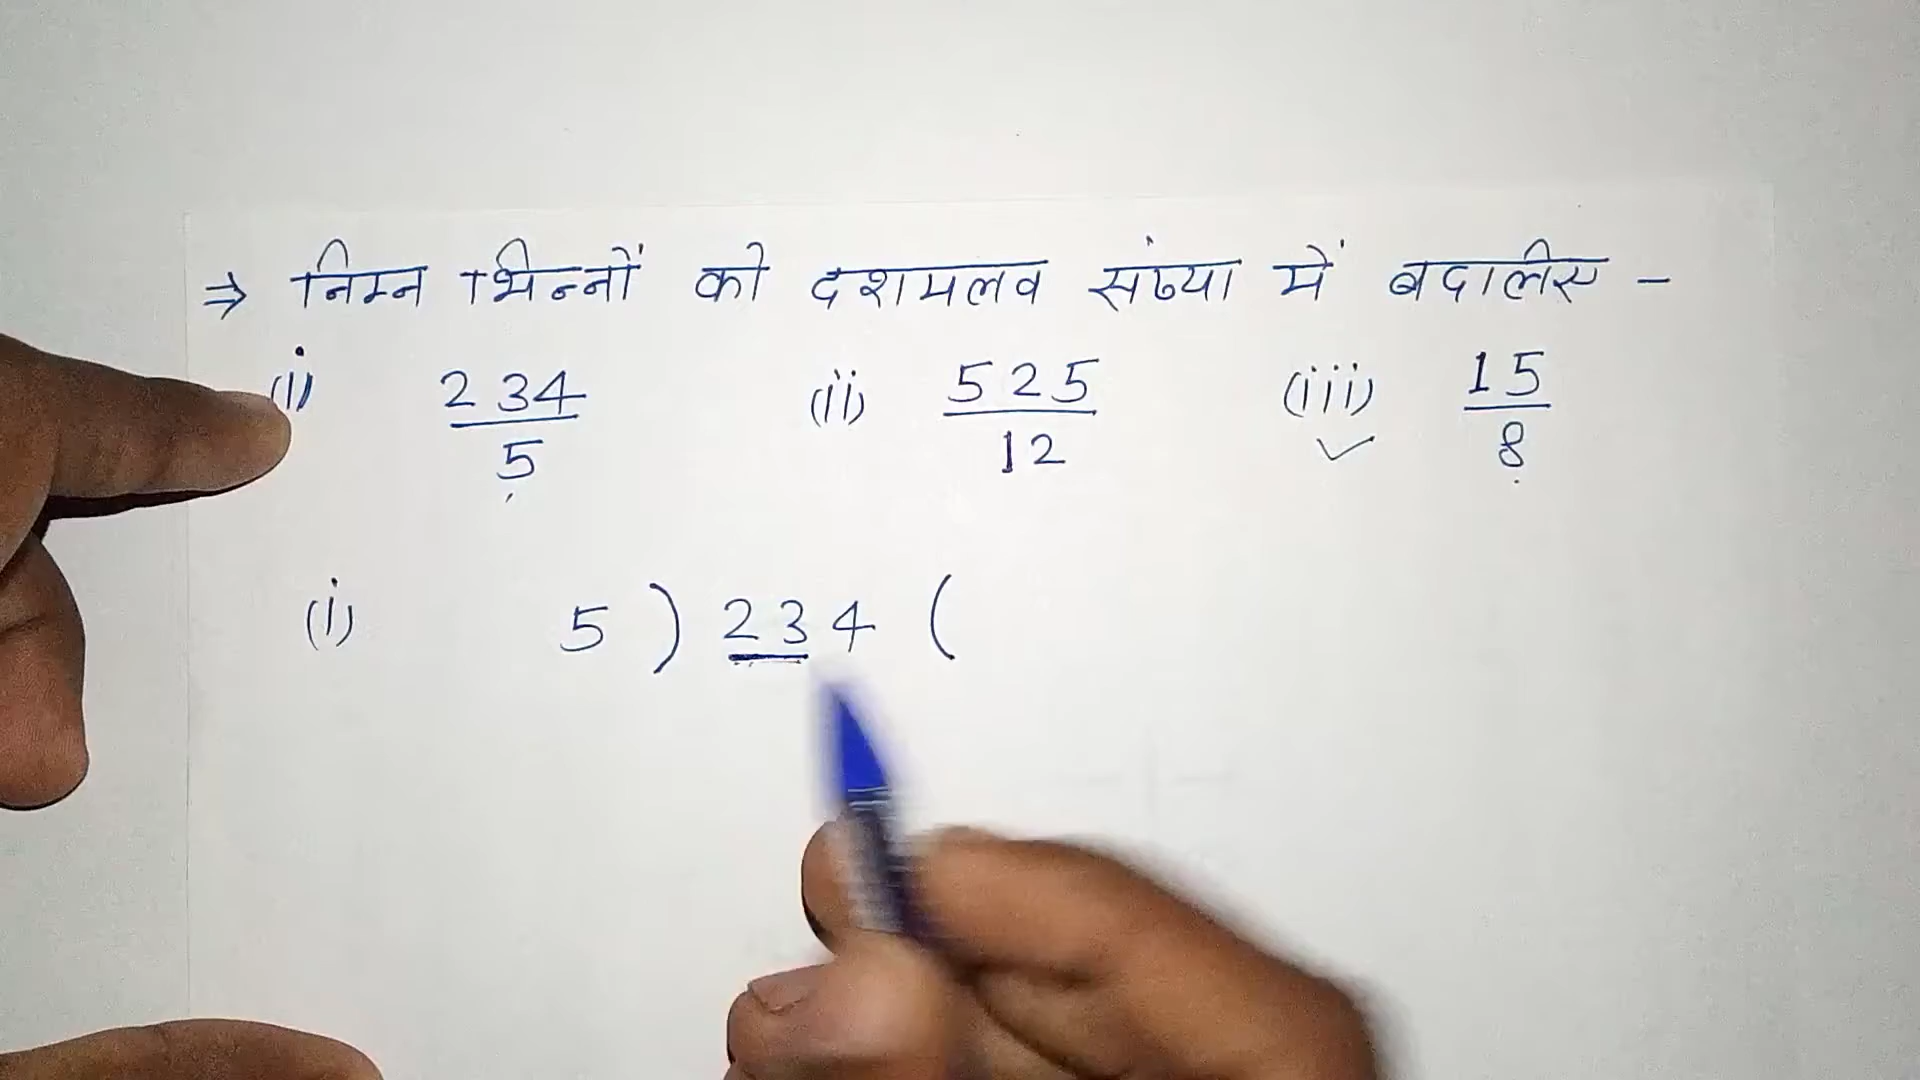 ⇒ निम्न भिन्नों को दशमलव संख्या में बदलिए -
(i) 234/5 (ii) 525/12 (iii) 15/8
(i) 5 ) 234 (